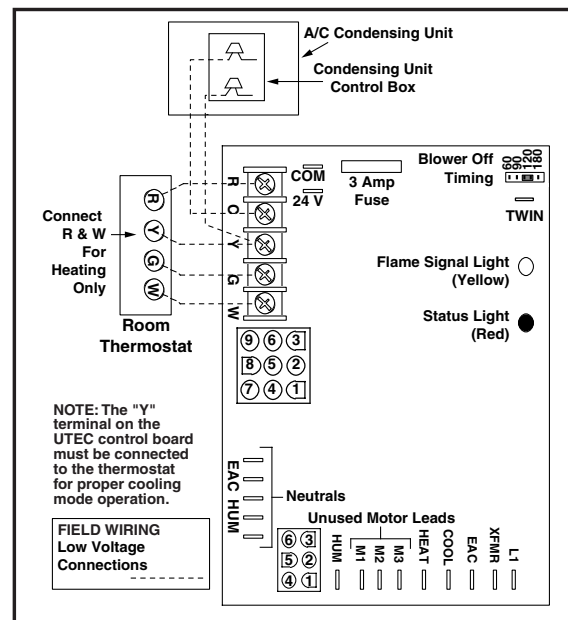 A/C Condensing Unit
Condensing Unit
Control Box
R
C
Y
G
W
COM
24 V
3 Amp
Fuse
Blower Off
Timing
60
90
120
180
TWIN
Connect
R & W
For
Heating
Only
R
Y
G
W
Room
Thermostat
Flame Signal Light
(Yellow)
Status Light
(Red)
9 6 3
8 5 2
7 4 1
NOTE: The "Y"
terminal on the
UTEC control board
must be connected
to the thermostat
for proper cooling
mode operation.
EAC HUM
Neutrals
FIELD WIRING
Low Voltage
Connections
Unused Motor Leads
6 3
5 2
4 1
HUM
M1
M2
M3
HEAT
COOL
EAC
XFMR
L1